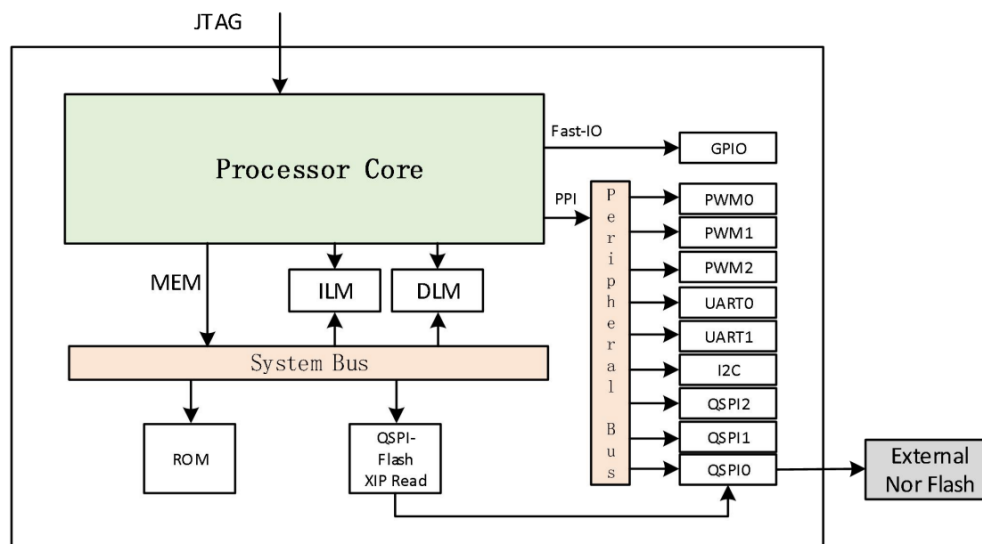 JTAG
Processor Core
Fast-IO
GPIO
PPI
Peripheral Bus
PWM0
PWM1
PWM2
UART0
UART1
I2C
QSPI2
QSPI1
QSPI0
MEM
ILM
DLM
System Bus
ROM
QSPI-
Flash
XIP Read
External
Nor Flash